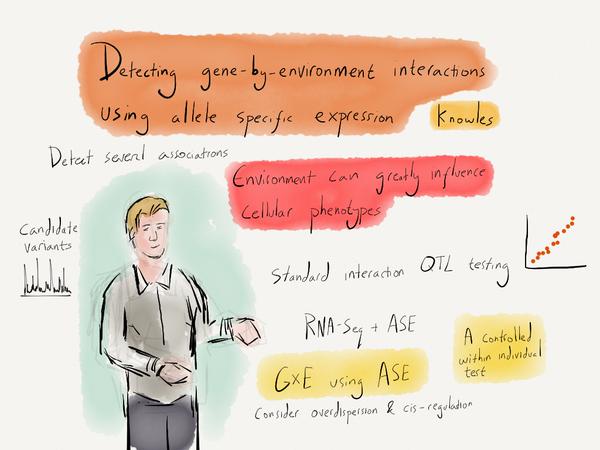 Detecting gene-by-environment interactions
using allele specific expression Knowles
Detect several associations
Environment can greatly influence
cellular phenotypes
Candidate
variants
Standard interaction QTL testing
RNA-Seq + ASE
GxE using ASE
A controlled
within individual
test
Consider overdispersion & cis-regulation